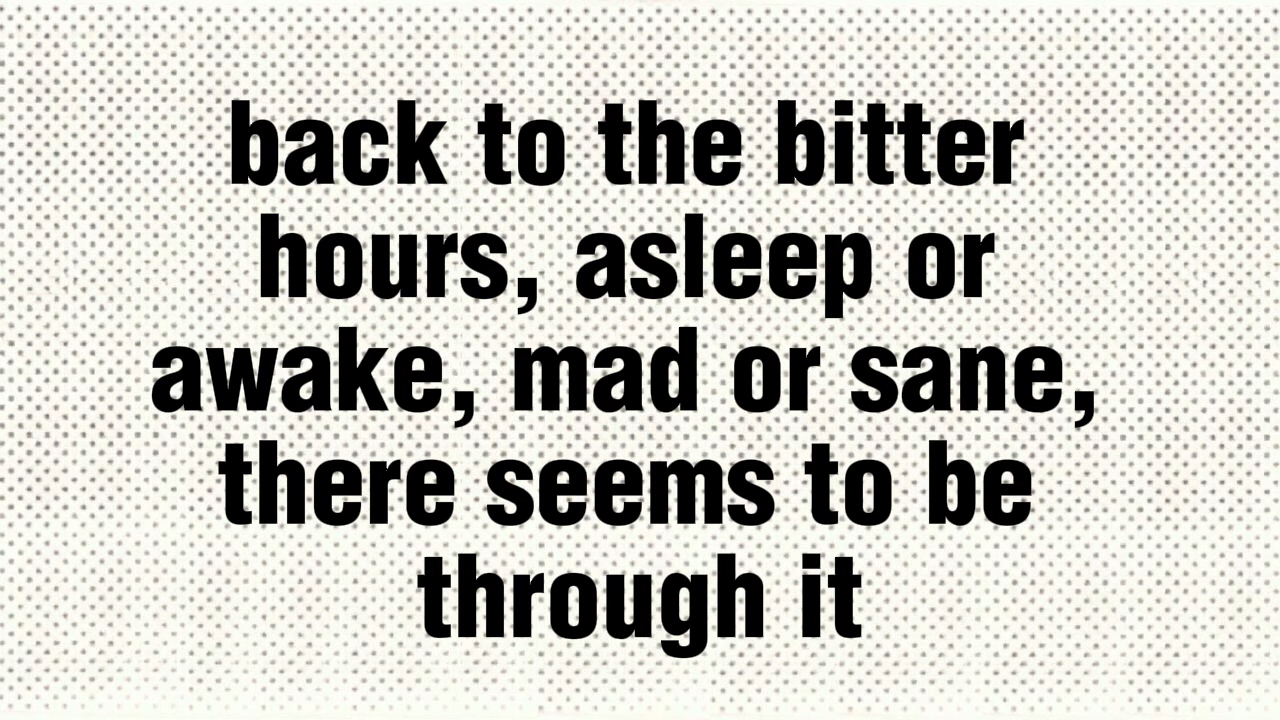 back to the bitter
hours, asleep or
awake, mad or sane,
there seems to be
through it